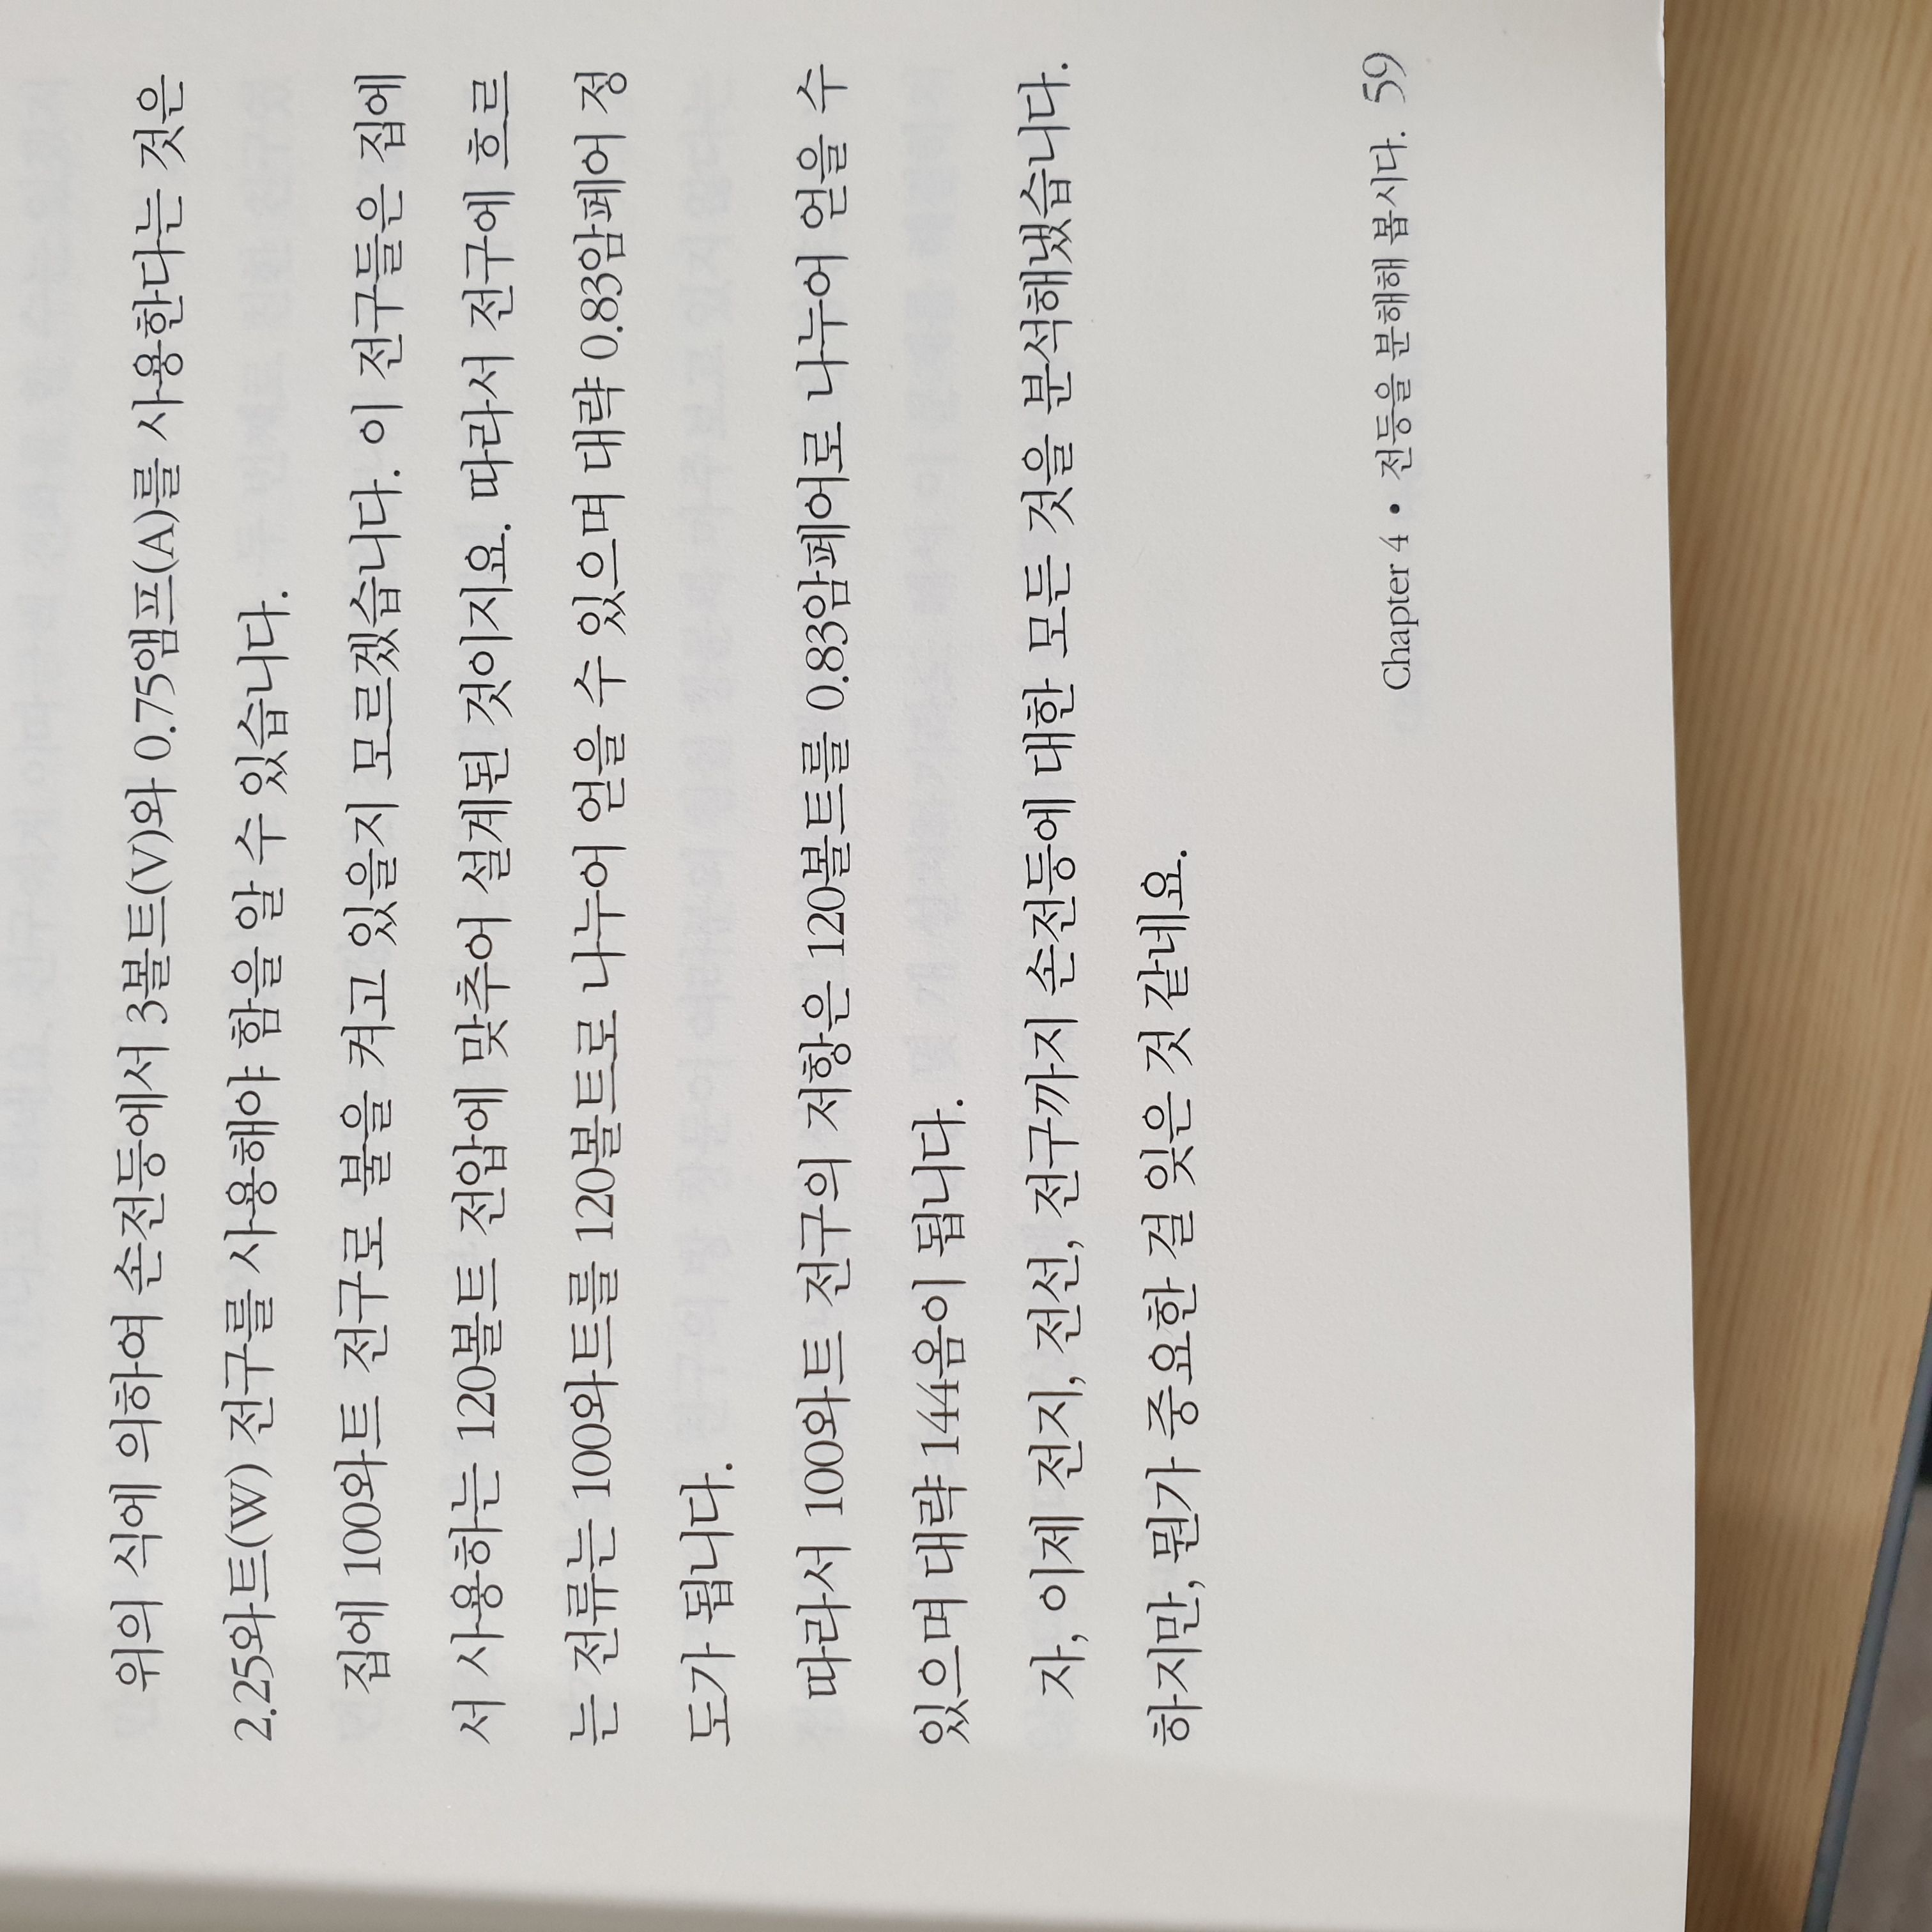 위의 식에 의하여 손전등에서 3볼트(V)와 0.75앰프(A)를 사용한다는 것은
2.25와트(W) 전구를 사용해야 함을 알 수 있습니다.
집에 100와트 전구로 불을 켜고 있을지 모르겠습니다. 이 전구들은 집에
서 사용하는 120볼트 전압에 맞추어 설계된 것이지요. 따라서 전구에 흐르
는 전류는 100와트를 120볼트로 나누어 얻을 수 있으며 대략 0.83암페어 정
도가 됩니다.
따라서 100와트 전구의 저항은 120볼트를 0.83암페어로 나누어 얻을 수
있으며 대략 144옴이 됩니다.
자, 이제 전지, 전선, 전구까지 손전등에 대한 모든 것을 분석해냈습니다.
하지만, 뭔가 중요한 걸 잊은 것 같네요.
Chapter 4 • 전등을 분해해 봅시다. 59